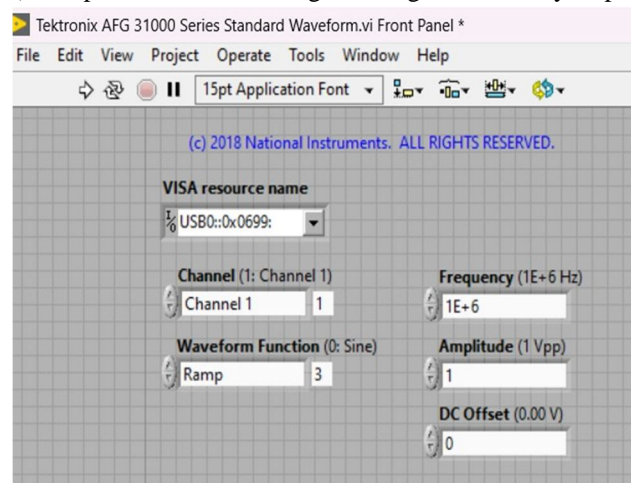 Tektronix AFG 31000 Series Standard Waveform.vi Front Panel *
File Edit View Project Operate Tools Window Help
15pt Application Font
(c) 2018 National Instruments. ALL RIGHTS RESERVED.
VISA resource name
I/O USB0::0x0699:
Channel (1: Channel 1) Frequency (1E+6 Hz)
Channel 1 1 1E+6
Waveform Function (0: Sine) Amplitude (1 Vpp)
Ramp 3 1
DC Offset (0.00 V)
0